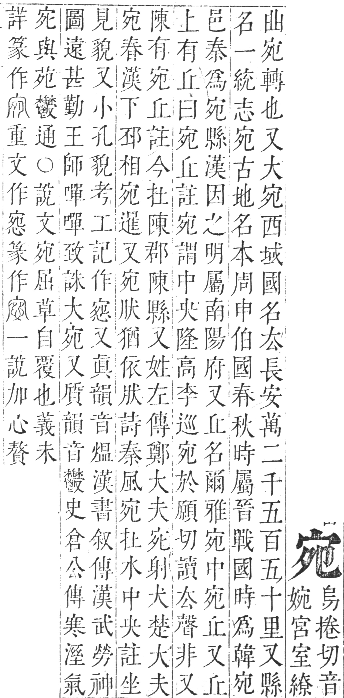 宛
烏捲切音
婉宮室繚
曲宛轉也又大宛西域國名去長安萬二千五百五十里又縣
名一統志宛古地名本周申伯國春秋時屬晉戰國時爲韓宛
邑秦爲宛縣漢因之明屬南陽府又丘名爾雅宛中宛丘又丘
上有丘曰宛丘註宛謂中央隆高李巡宛於願切讀去聲非又
陳有宛丘註今在陳郡陳縣又姓左傳鄭大夫宛射犬楚大夫
宛春漢下邳相宛暹又宛狀猶依狀詩秦風宛在水中央註坐
見貌又小孔貌考工記作惌又眞韻音熅漢書叙傳漢武勞神
圖遠甚勤王師嘽嘽致誅大宛又質韻音鬱史倉公傳寒溼氣
宛與苑鬱通○說文宛屈草自覆也義未
詳篆作重文作惌篆作一說加心贅